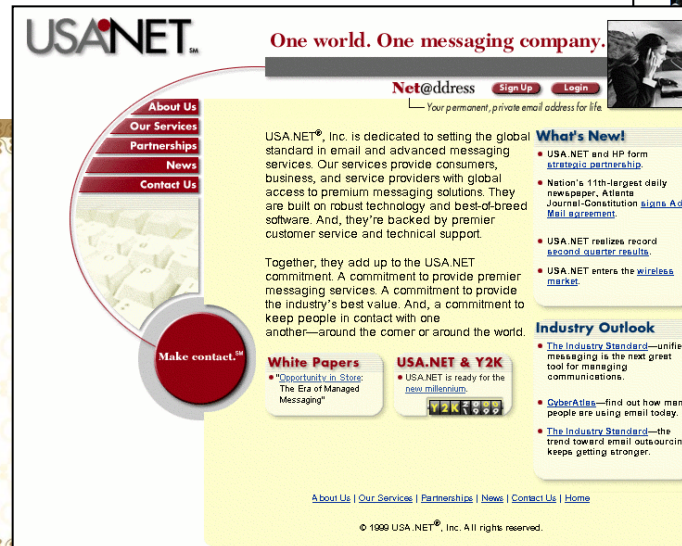 USA.NET SM
One world. One messaging company.
Net@ddress Sign Up Login
Your permanent, private email address for life.
About Us
Our Services
Partnerships
News
Contact Us
Make contact.SM
USA.NET®, Inc. is dedicated to setting the global
standard in email and advanced messaging
services. Our services provide consumers,
business, and service providers with global
access to premium messaging solutions. They
are built on robust technology and best-of-breed
software. And, they're backed by premier
customer service and technical support.
Together, they add up to the USA.NET
commitment. A commitment to provide premier
messaging services. A commitment to provide
the industry's best value. And, a commitment to
keep people in contact with one
another—around the corner or around the world.
White Papers
"Opportunity in Store:
The Era of Managed
Messaging"
USA.NET & Y2K
USA.NET is ready for the
new millennium.
Y2K
What's New!
USA.NET and HP form
strategic partnership.
Nation's 11th-largest daily
newspaper, Atlanta
Journal-Constitution signs Ad
Mail agreement.
USA.NET realizes record
second quarter results.
USA.NET enters the wireless
market.
Industry Outlook
The Industry Standard—unifie
messaging is the next great
tool for managing
communications.
CyberAtlas—find out how man
people are using email today.
The Industry Standard—the
trend toward email outsourcin
keeps getting stronger.
About Us | Our Services | Partnerships | News | Contact Us | Home
© 1999 USA.NET®, Inc. All rights reserved.